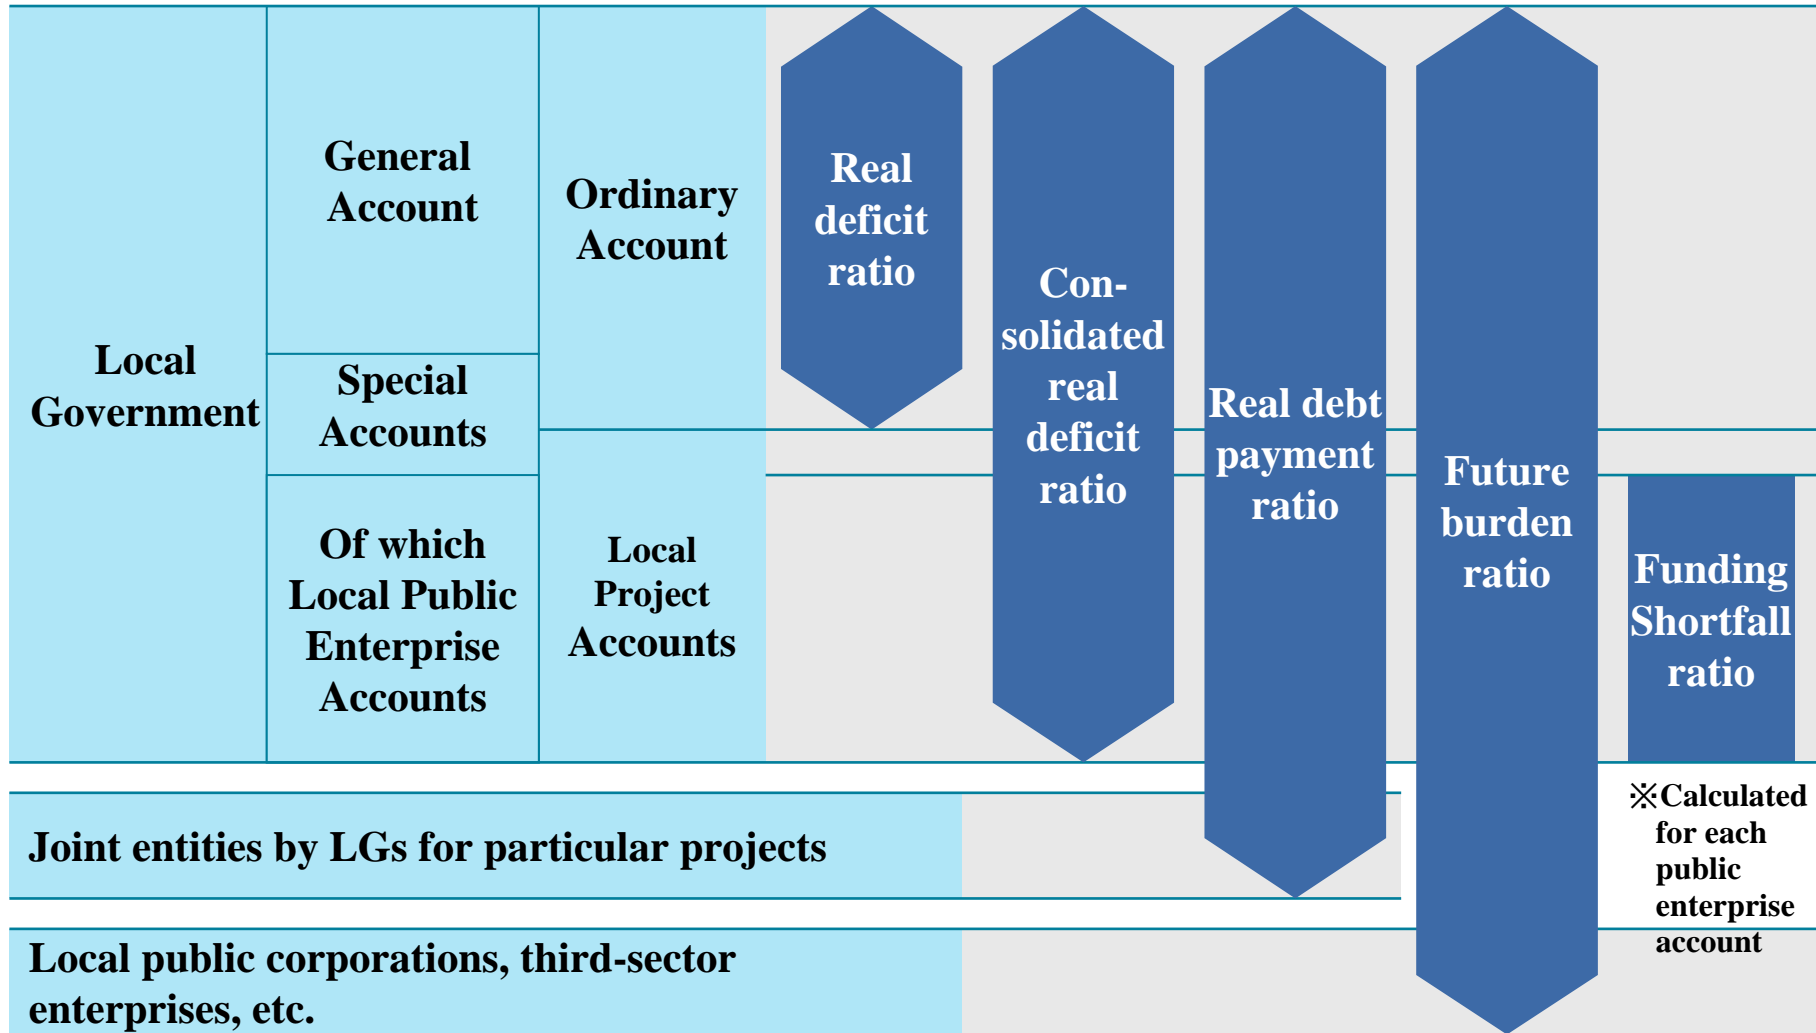 Local
Government
General
Account
Special
Accounts
Of which
Local Public
Enterprise
Accounts
Ordinary
Account
Local
Project
Accounts
Real
deficit
ratio
Con-
solidated
real
deficit
ratio
Real debt
payment
ratio
Future
burden
ratio
Funding
Shortfall
ratio
※Calculated
for each
public
enterprise
account
Joint entities by LGs for particular projects
Local public corporations, third-sector
enterprises, etc.